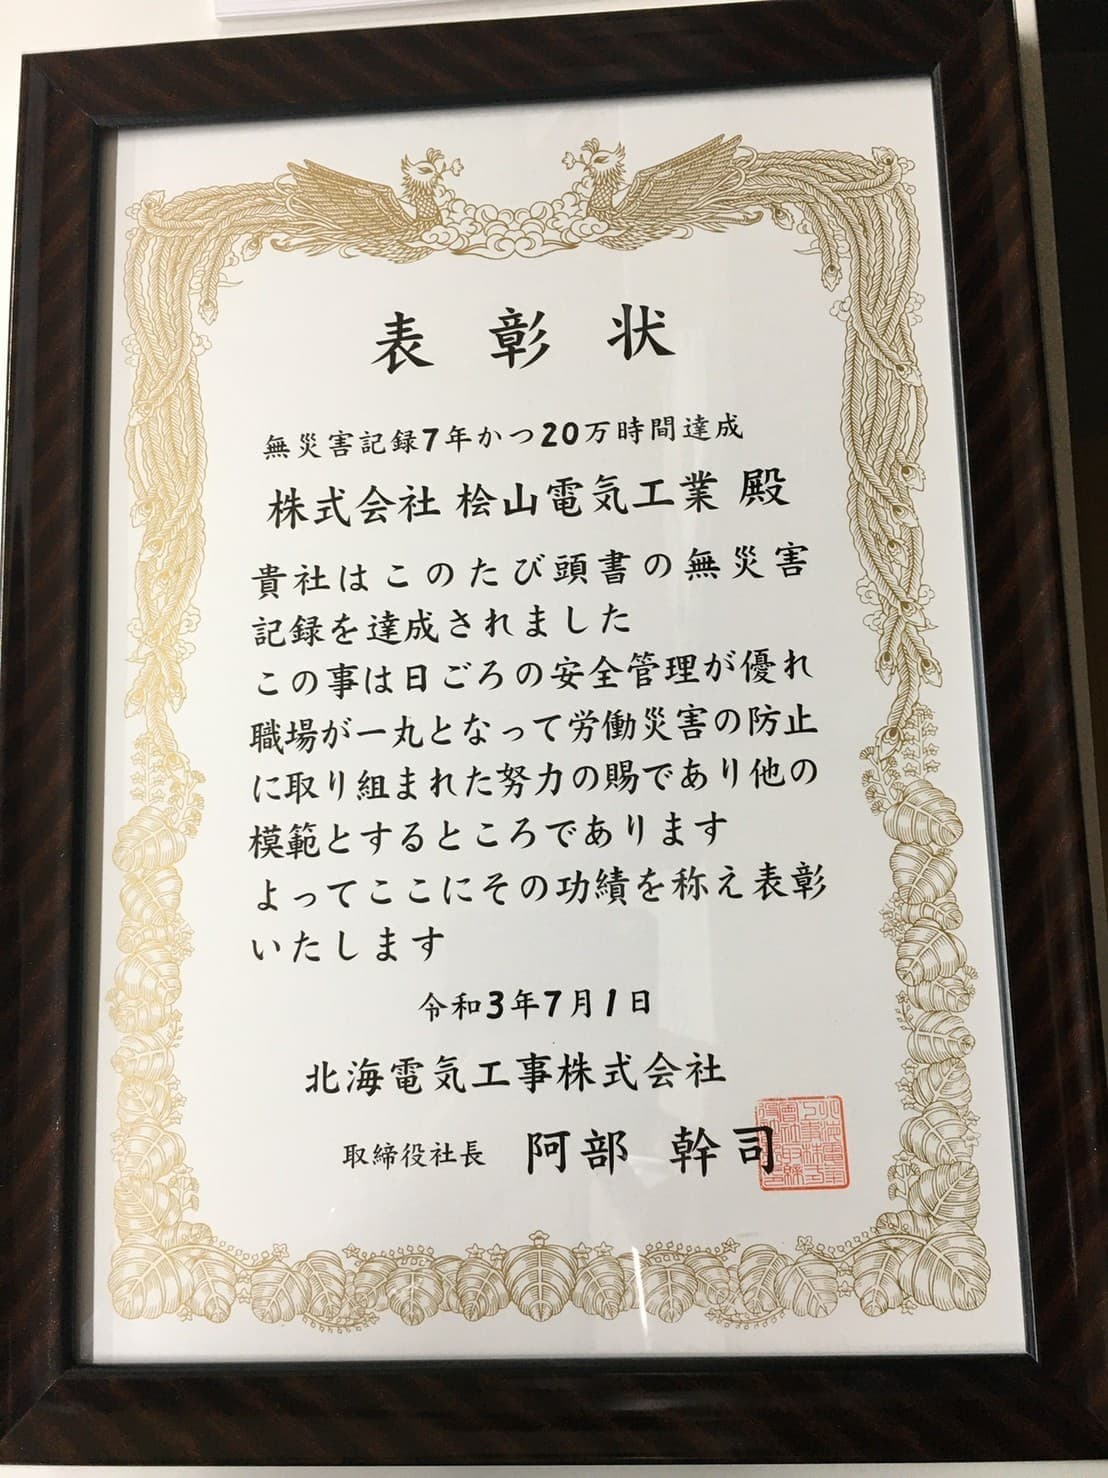 表彰状
無災害記録7年かつ20万時間達成
株式会社 桧山電気工業 殿
貴社はこのたび頭書の無災害
記録を達成されました
この事は日ごろの安全管理が優れ
職場が一丸となって労働災害の防止
に取り組まれた努力の賜であり他の
模範とするところであります
よってここにその功績を称え表彰
いたします
令和3年7月1日
北海電気工事株式会社
取締役社長 阿部 幹司